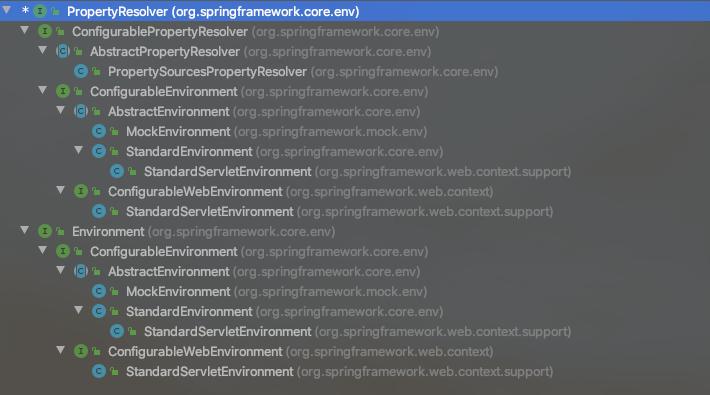 * I PropertyResolver (org.springframework.core.env)
I ConfigurablePropertyResolver (org.springframework.core.env)
C AbstractPropertyResolver (org.springframework.core.env)
C PropertySourcesPropertyResolver (org.springframework.core.env)
I ConfigurableEnvironment (org.springframework.core.env)
C AbstractEnvironment (org.springframework.core.env)
C MockEnvironment (org.springframework.mock.env)
C StandardEnvironment (org.springframework.core.env)
C StandardServletEnvironment (org.springframework.web.context.support)
I ConfigurableWebEnvironment (org.springframework.web.context)
C StandardServletEnvironment (org.springframework.web.context.support)
I Environment (org.springframework.core.env)
I ConfigurableEnvironment (org.springframework.core.env)
C AbstractEnvironment (org.springframework.core.env)
C MockEnvironment (org.springframework.mock.env)
C StandardEnvironment (org.springframework.core.env)
C StandardServletEnvironment (org.springframework.web.context.support)
I ConfigurableWebEnvironment (org.springframework.web.context)
C StandardServletEnvironment (org.springframework.web.context.support)